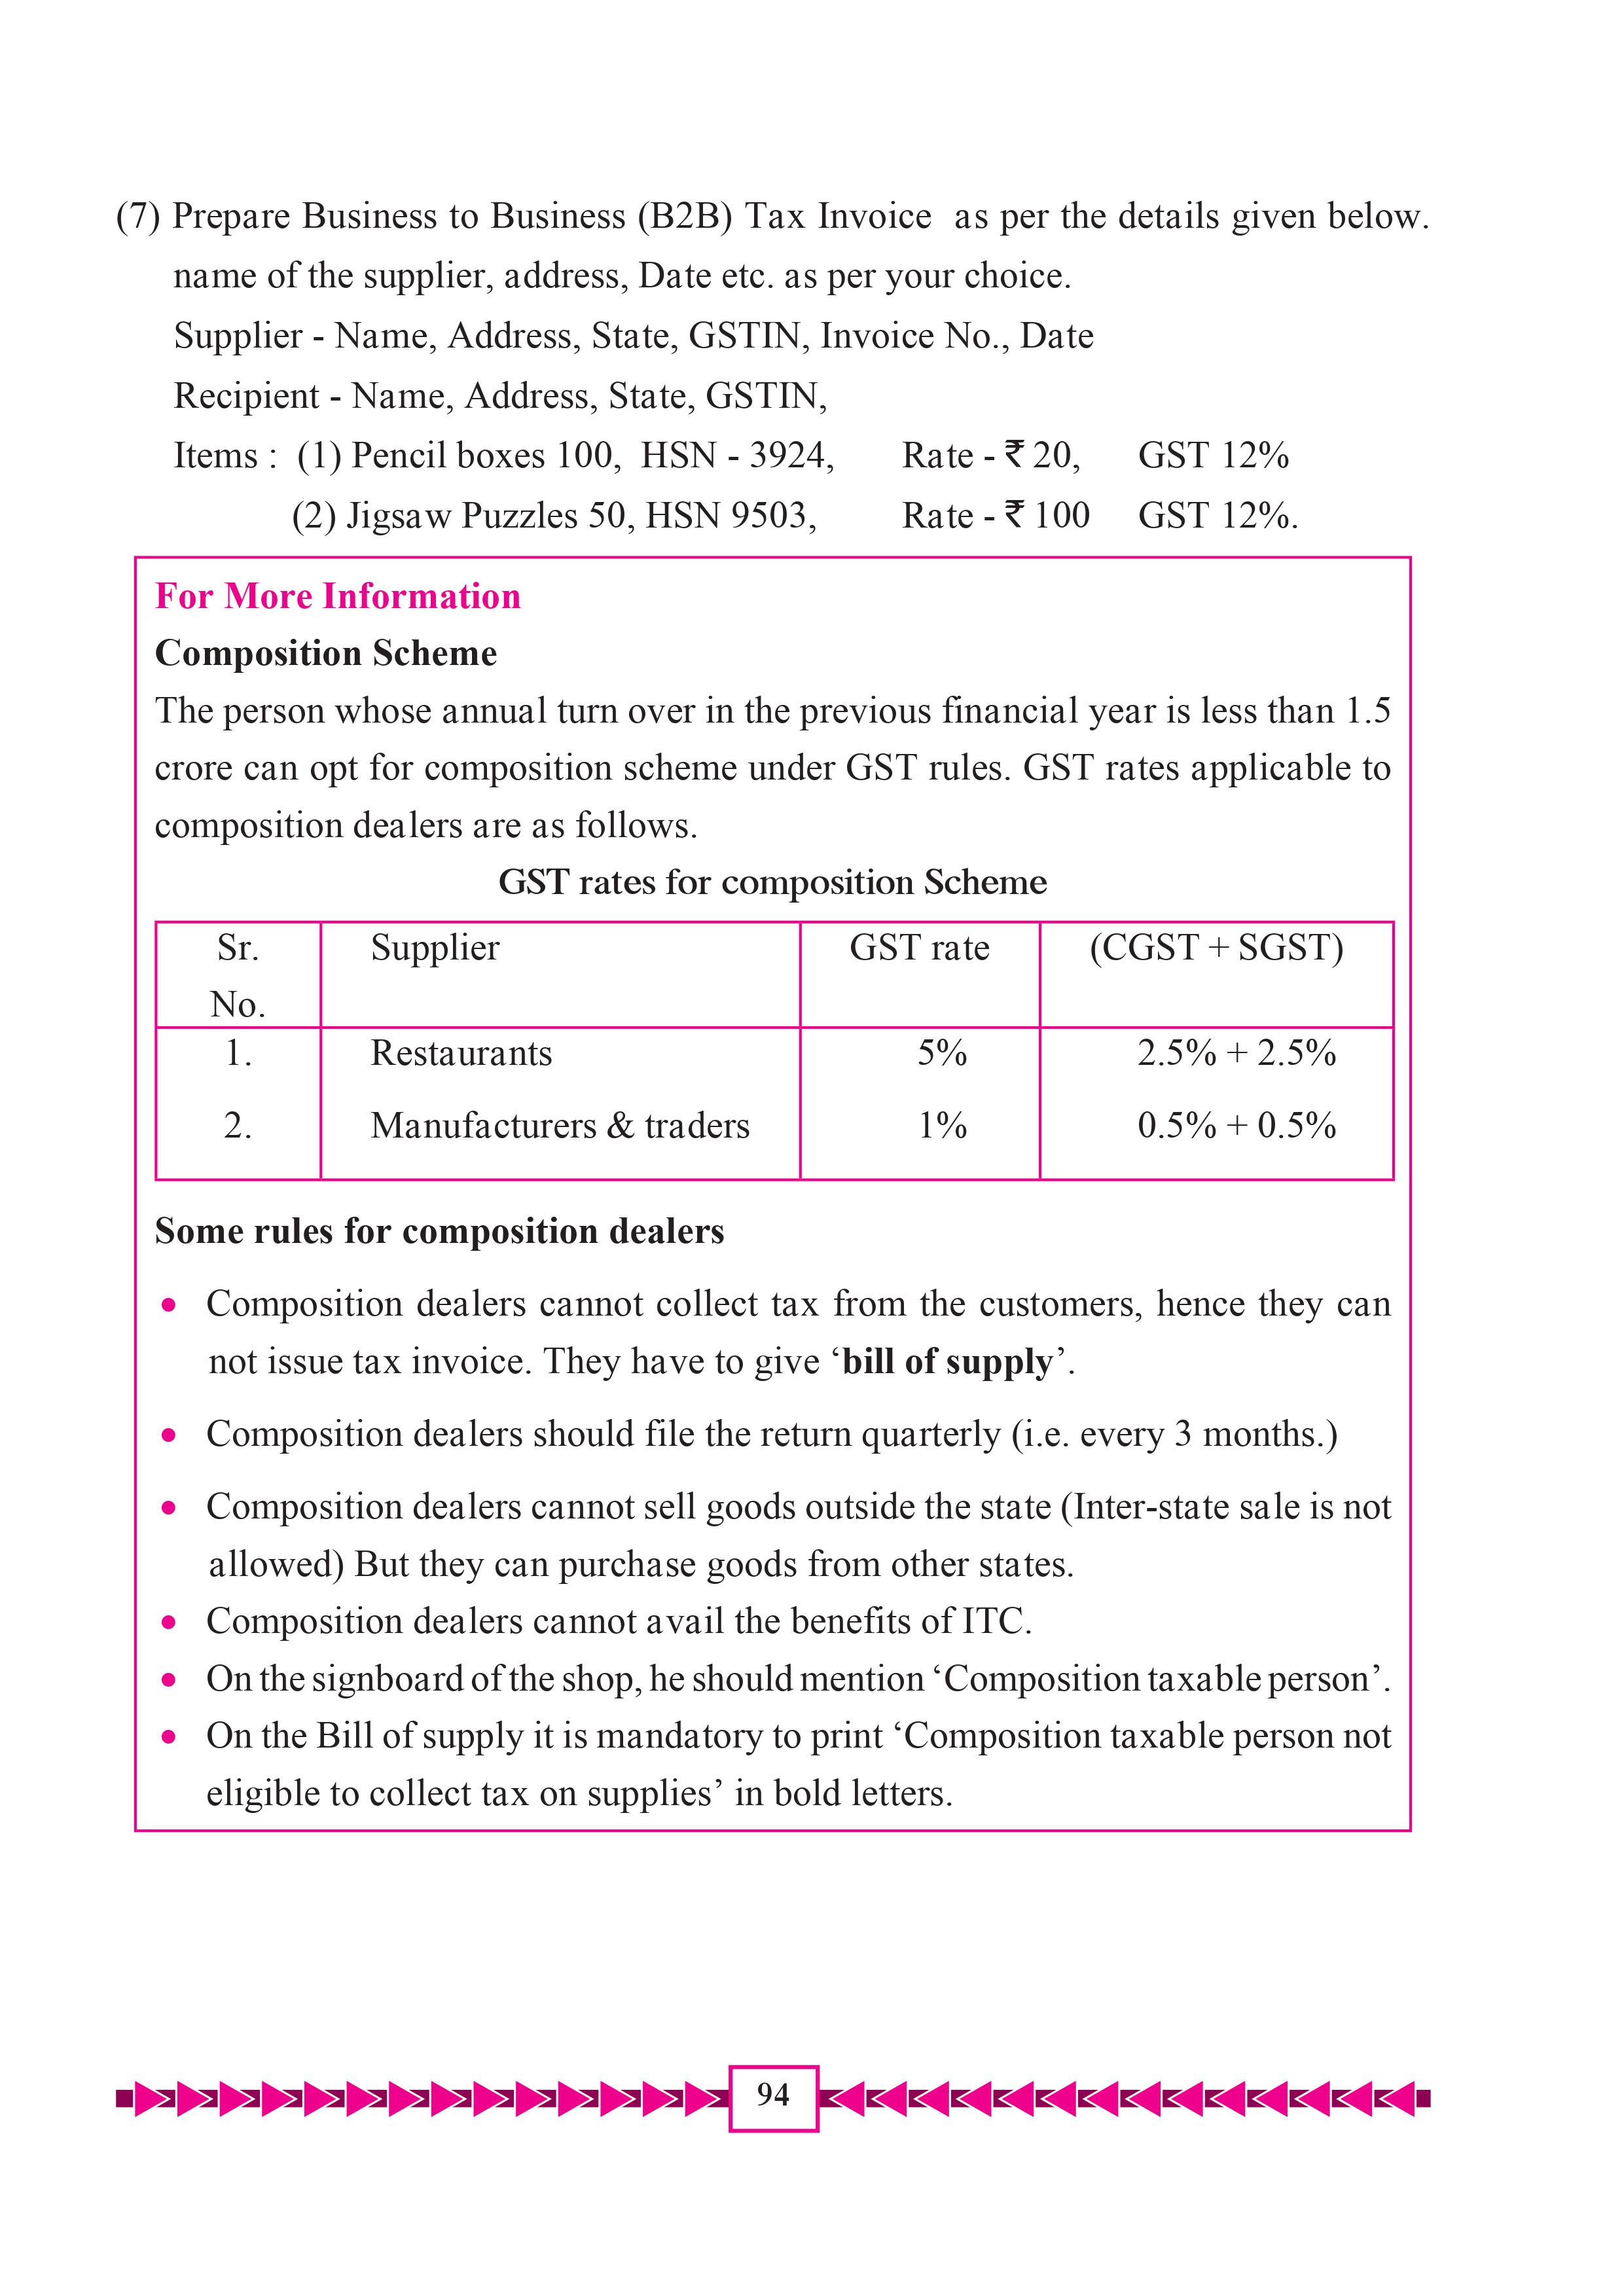 (7) Prepare Business to Business (B2B) Tax Invoice as per the details given below.
name of the supplier, address, Date etc. as per your choice.
Supplier - Name, Address, State, GSTIN, Invoice No., Date
Recipient - Name, Address, State, GSTIN,
Items : (1) Pencil boxes 100, HSN - 3924, Rate - ₹ 20, GST 12%
(2) Jigsaw Puzzles 50, HSN 9503, Rate - ₹ 100 GST 12%.
For More Information
Composition Scheme
The person whose annual turn over in the previous financial year is less than 1.5
crore can opt for composition scheme under GST rules. GST rates applicable to
composition dealers are as follows.
GST rates for composition Scheme
Sr. Supplier GST rate (CGST + SGST)
No.
1. Restaurants 5% 2.5% + 2.5%
2. Manufacturers & traders 1% 0.5% + 0.5%
Some rules for composition dealers
• Composition dealers cannot collect tax from the customers, hence they can
not issue tax invoice. They have to give ‘bill of supply’.
• Composition dealers should file the return quarterly (i.e. every 3 months.)
• Composition dealers cannot sell goods outside the state (Inter-state sale is not
allowed) But they can purchase goods from other states.
• Composition dealers cannot avail the benefits of ITC.
• On the signboard of the shop, he should mention ‘Composition taxable person’.
• On the Bill of supply it is mandatory to print ‘Composition taxable person not
eligible to collect tax on supplies’ in bold letters.
94